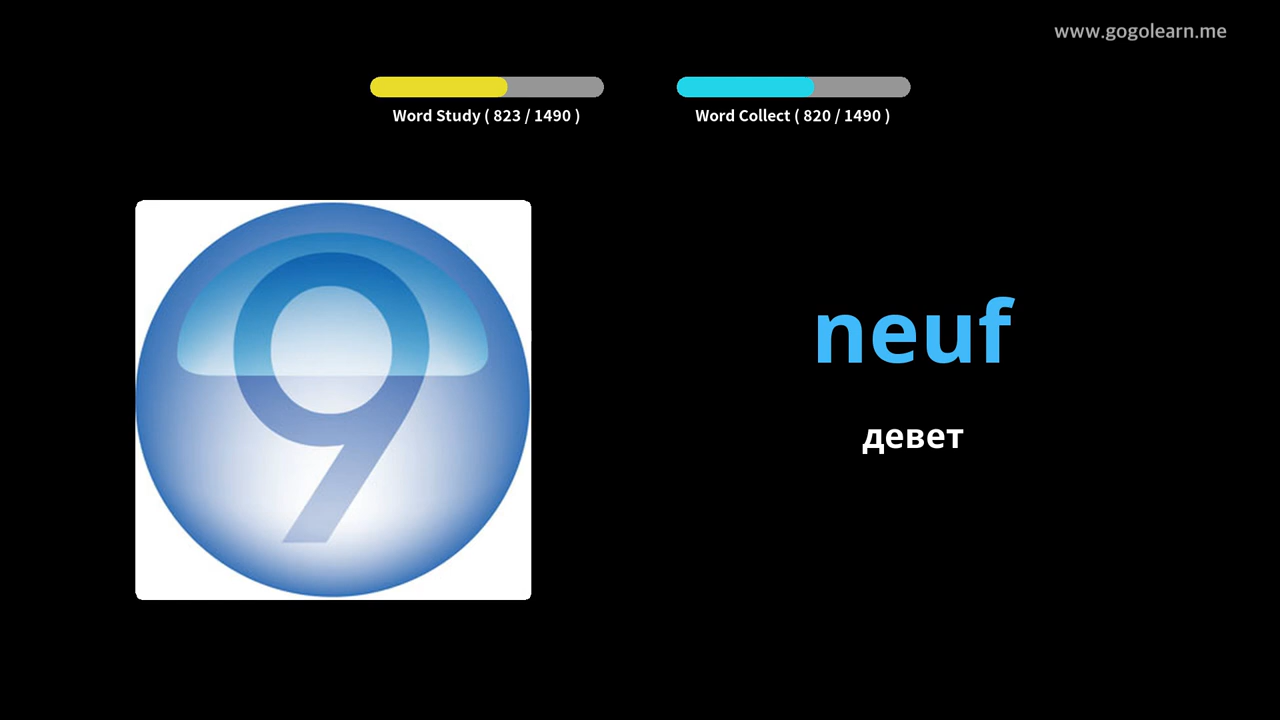 www.gogolearn.me
Word Study ( 823 / 1490 )
Word Collect ( 820 / 1490 )
9
neuf
девет